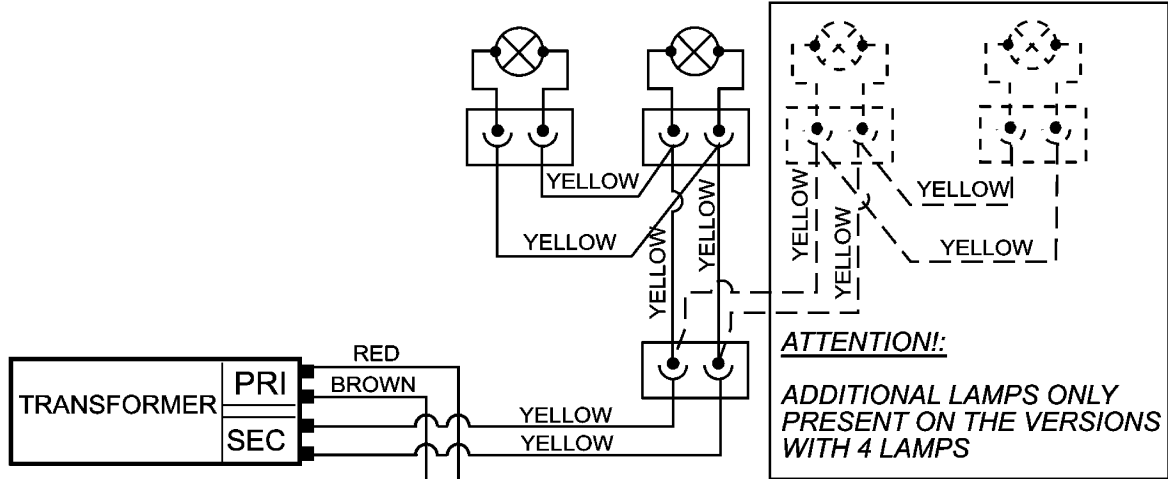 YELLOW
YELLOW
YELLOW
YELLOW
YELLOW
YELLOW
YELLOW
YELLOW
TRANSFORMER
PRI
SEC
RED
BROWN
YELLOW
YELLOW
ATTENTION!:
ADDITIONAL LAMPS ONLY
PRESENT ON THE VERSIONS
WITH 4 LAMPS